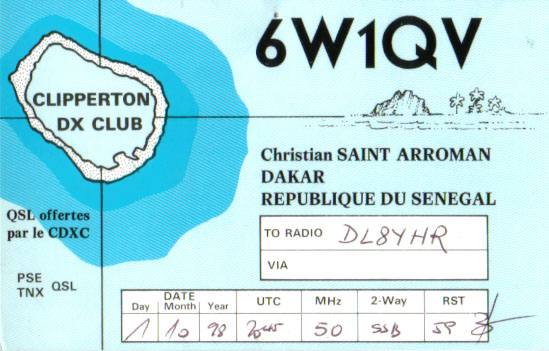 6W1QV
CLIPPERTON
DX CLUB
Christian SAINT ARROMAN
DAKAR
REPUBLIQUE DU SENEGAL
QSL offertes
par le CDXC
TO RADIO DL8YHR
VIA
PSE
TNX QSL
DATE
Day Month Year UTC MHz 2-Way RST
1 10 98 50 SSB 59